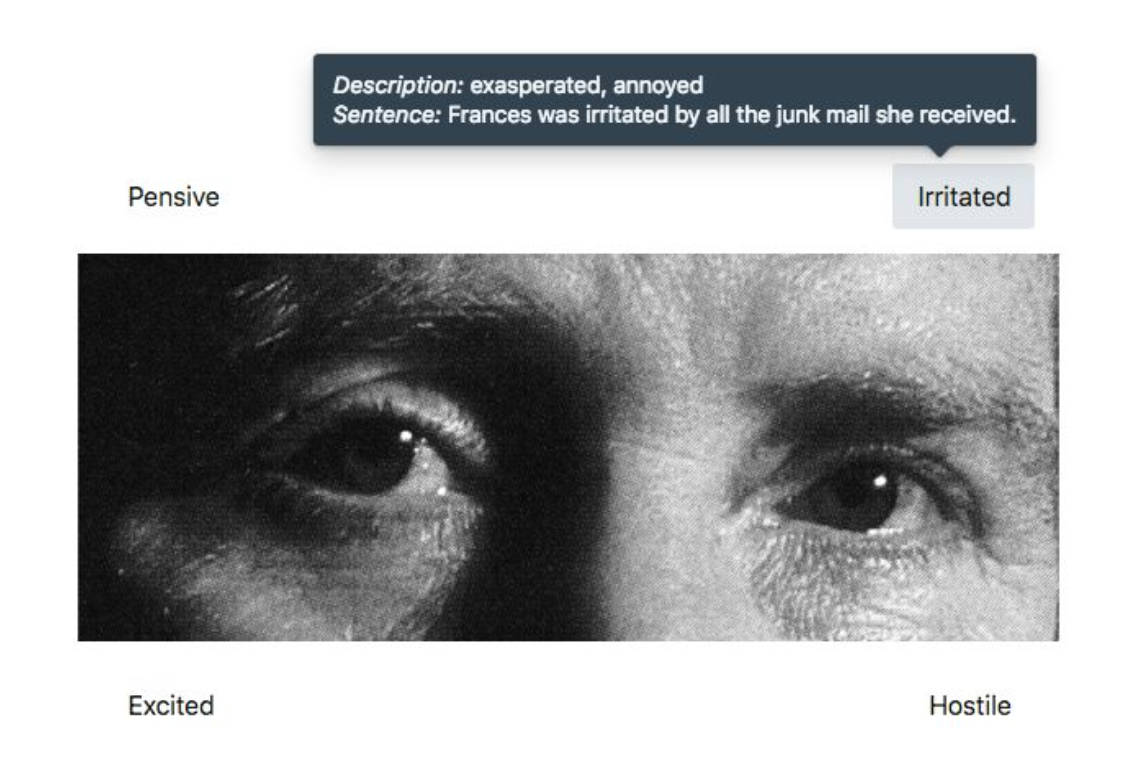 Description: exasperated, annoyed
Sentence: Frances was irritated by all the junk mail she received.
Pensive
Irritated
Excited
Hostile